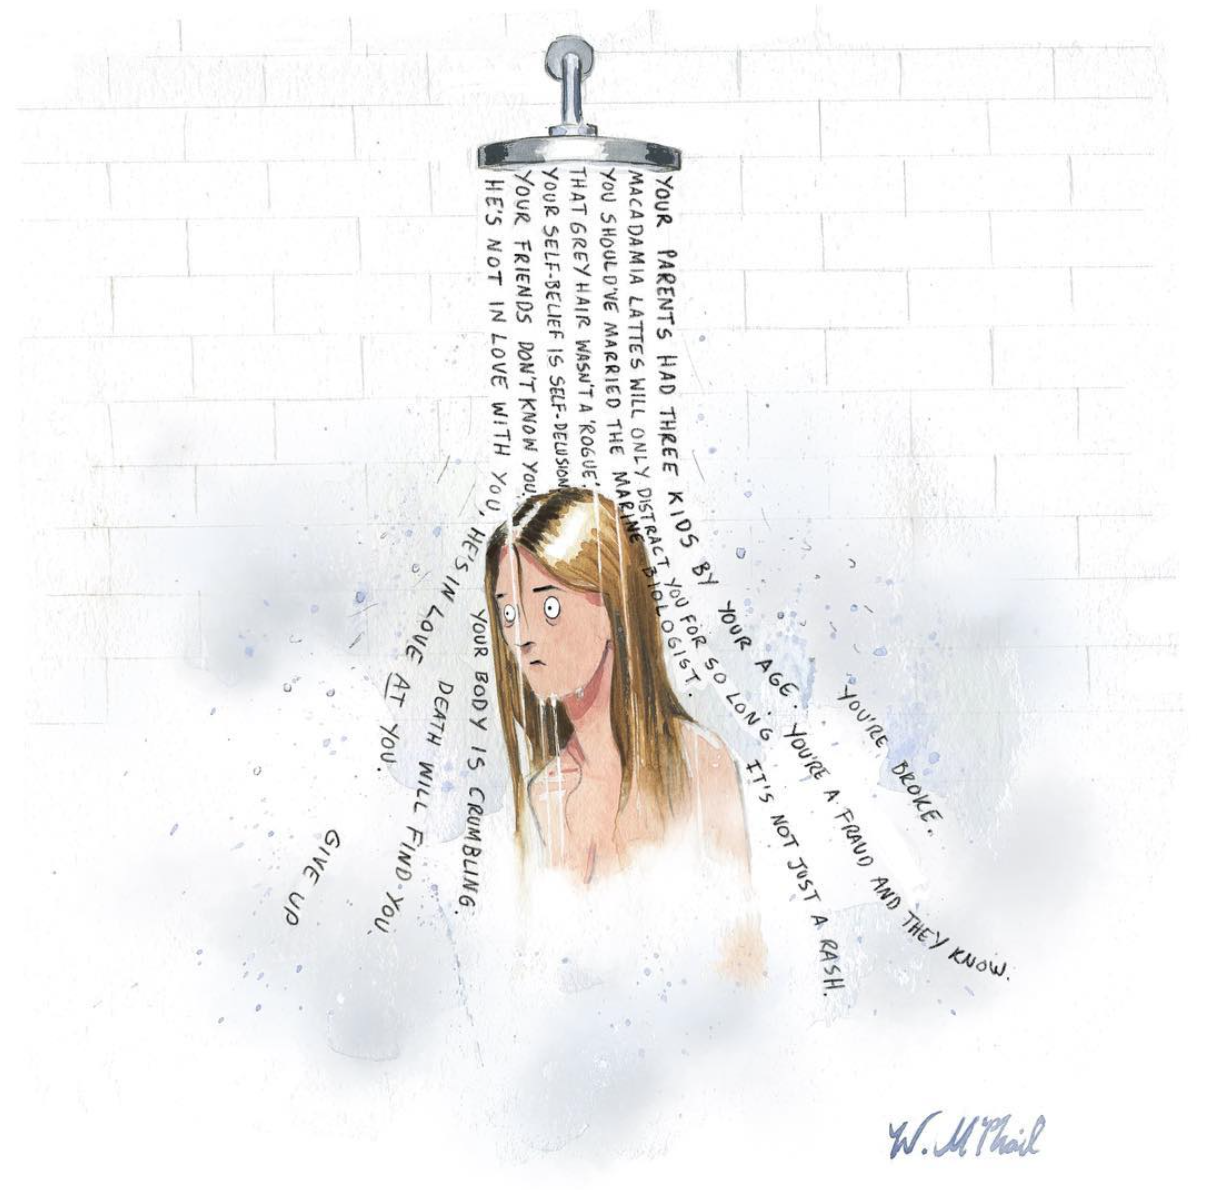 HE'S NOT IN LOVE WITH YOU, HE'S IN LOVE AT YOU.
YOUR FRIENDS DON'T KNOW YOU.
YOUR SELF-BELIEF IS SELF-DELUSION
THAT GREY HAIR WASN'T A 'ROGUE'.
YOU SHOULD'VE MARRIED THE MARINE BIOLOGIST.
MACADAMIA LATTES WILL ONLY DISTRACT YOU FOR SO LONG
YOUR PARENTS HAD THREE KIDS BY YOUR AGE.
GIVE UP
DEATH WILL FIND YOU.
YOUR BODY IS CRUMBLING.
IT'S NOT JUST A RASH.
YOU'RE A FRAUD AND THEY KNOW.
YOU'RE BROKE.
W. McPhail